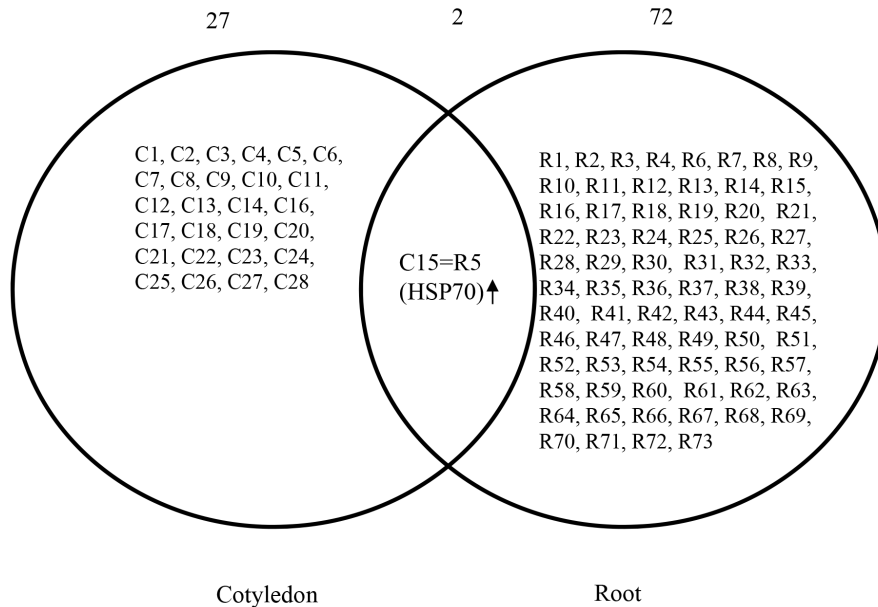 27
2
72
C1, C2, C3, C4, C5, C6,
C7, C8, C9, C10, C11,
C12, C13, C14, C16,
C17, C18, C19, C20,
C21, C22, C23, C24,
C25, C26, C27, C28
C15=R5
(HSP70)↑
R1, R2, R3, R4, R6, R7, R8, R9,
R10, R11, R12, R13, R14, R15,
R16, R17, R18, R19, R20, R21,
R22, R23, R24, R25, R26, R27,
R28, R29, R30, R31, R32, R33,
R34, R35, R36, R37, R38, R39,
R40, R41, R42, R43, R44, R45,
R46, R47, R48, R49, R50, R51,
R52, R53, R54, R55, R56, R57,
R58, R59, R60, R61, R62, R63,
R64, R65, R66, R67, R68, R69,
R70, R71, R72, R73
Cotyledon
Root